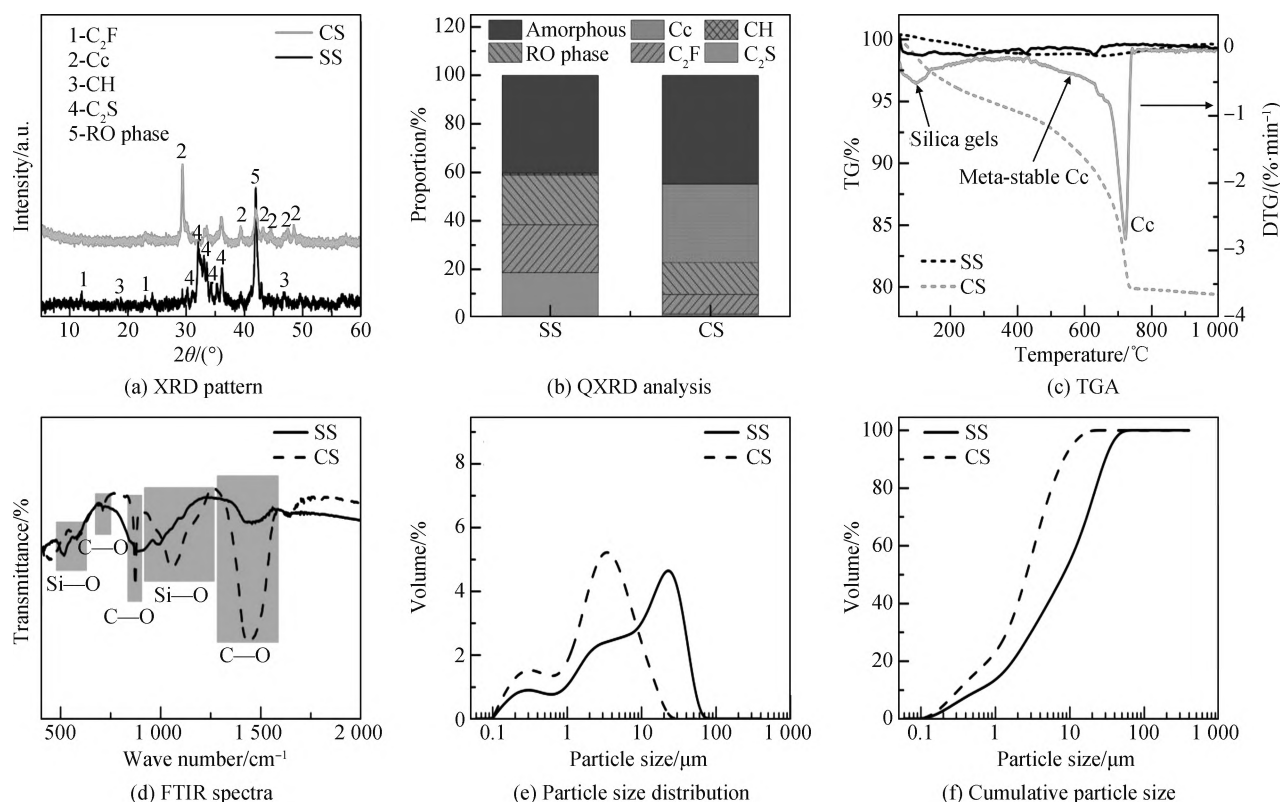 1-C₂F
2-Cc
3-CH
4-C₂S
5-RO phase
CS
SS
2
5
2
2
2
2
2
4
4
4
4
4
1
3
1
3
Intensity/a.u.
10 20 30 40 50 60
2θ/(°)
(a) XRD pattern
Amorphous Cc CH
RO phase C₂F C₂S
120
100
80
60
40
20
0
Proportion/%
SS CS
(b) QXRD analysis
100
95
90
85
80
TG/%
0
−1
−2
−3
−4
DTG/(%·min⁻¹)
Silica gels
Meta-stable Cc
Cc
SS
CS
200 400 600 800 1 000
Temperature/℃
(c) TGA
SS
CS
Transmittance/%
Si—O
C—O
C—O
Si—O
C—O
500 1 000 1 500 2 000
Wave number/cm⁻¹
(d) FTIR spectra
SS
CS
8
6
4
2
0
Volume/%
0.1 1 10 100 1 000
Particle size/μm
(e) Particle size distribution
SS
CS
100
80
60
40
20
0
Volume/%
0.1 1 10 100 1 000
Particle size/μm
(f) Cumulative particle size